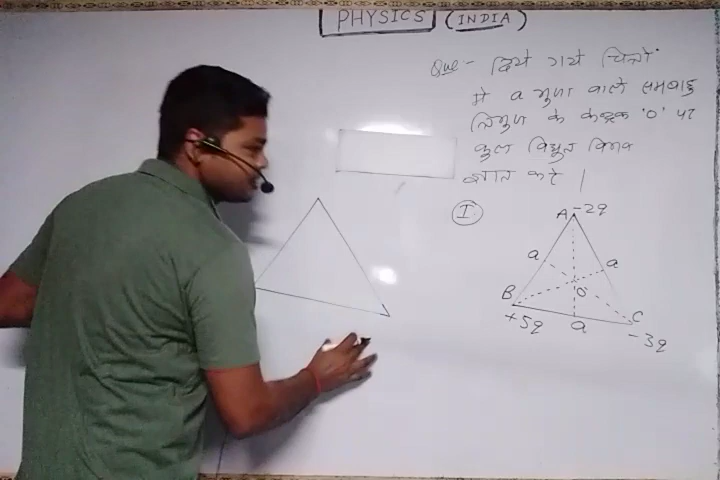 PHYSICS (INDIA)
Que:- दिये गये चित्रो
मे a भुजा वाले समबाहु
त्रिभुज के केन्द्रक 'O' पर
कुल विद्युत विभव
ज्ञात करे |
I
A -2q
a
a
B
O
C
+5q
a
-3q